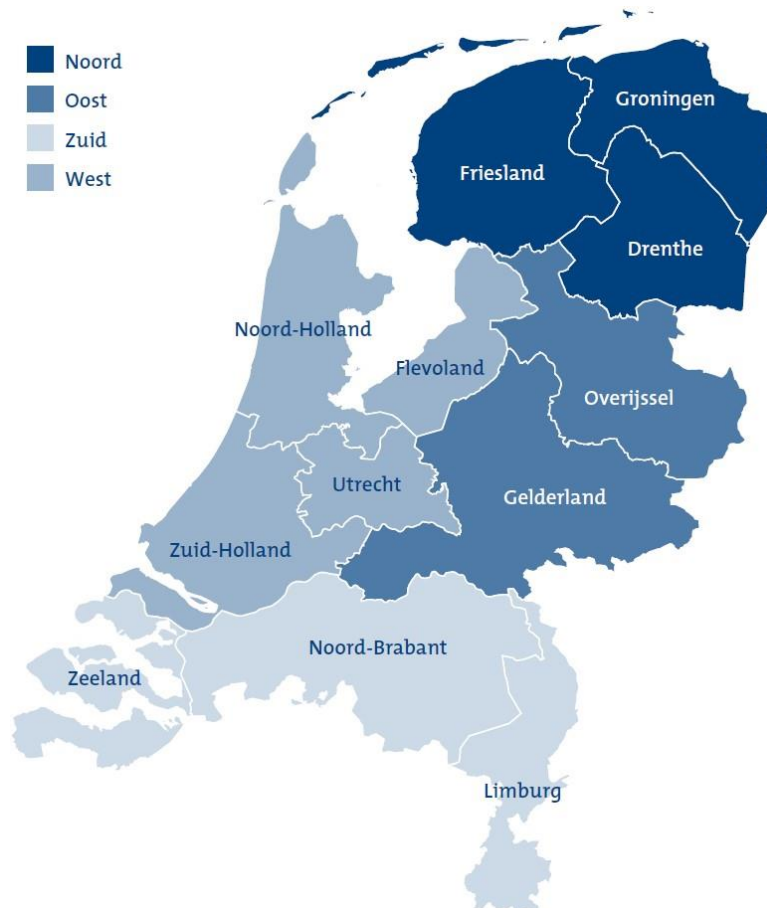 Noord
Oost
Zuid
West
Groningen
Friesland
Drenthe
Noord-Holland
Flevoland
Overijssel
Utrecht
Gelderland
Zuid-Holland
Noord-Brabant
Zeeland
Limburg